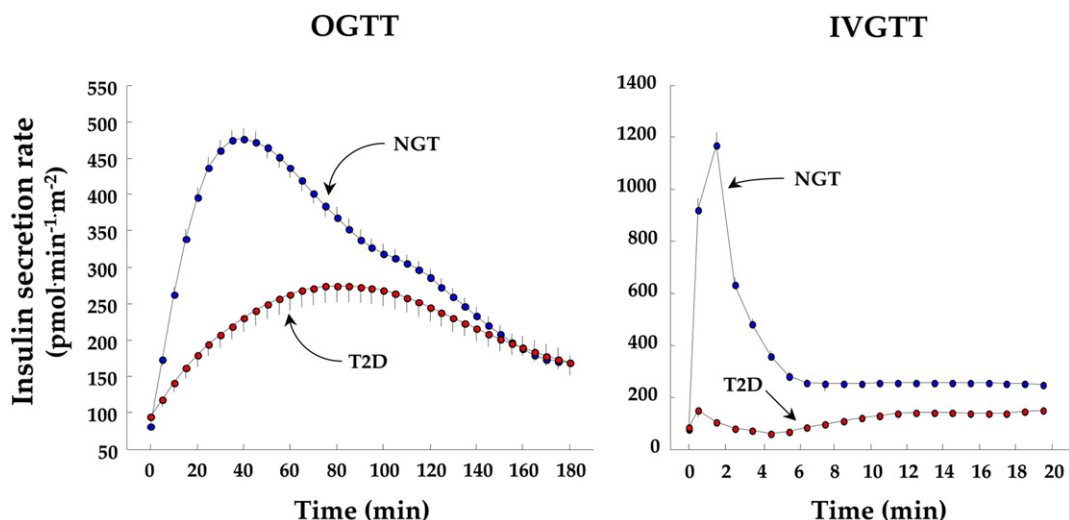 OGTT
IVGTT
Insulin secretion rate
(pmol·min-1·m-2)
550
500
450
400
350
300
250
200
150
100
50
NGT
T2D
0 20 40 60 80 100 120 140 160 180
Time (min)
1400
1200
1000
800
600
400
200
0
NGT
T2D
0 2 4 6 8 10 12 14 16 18 20
Time (min)